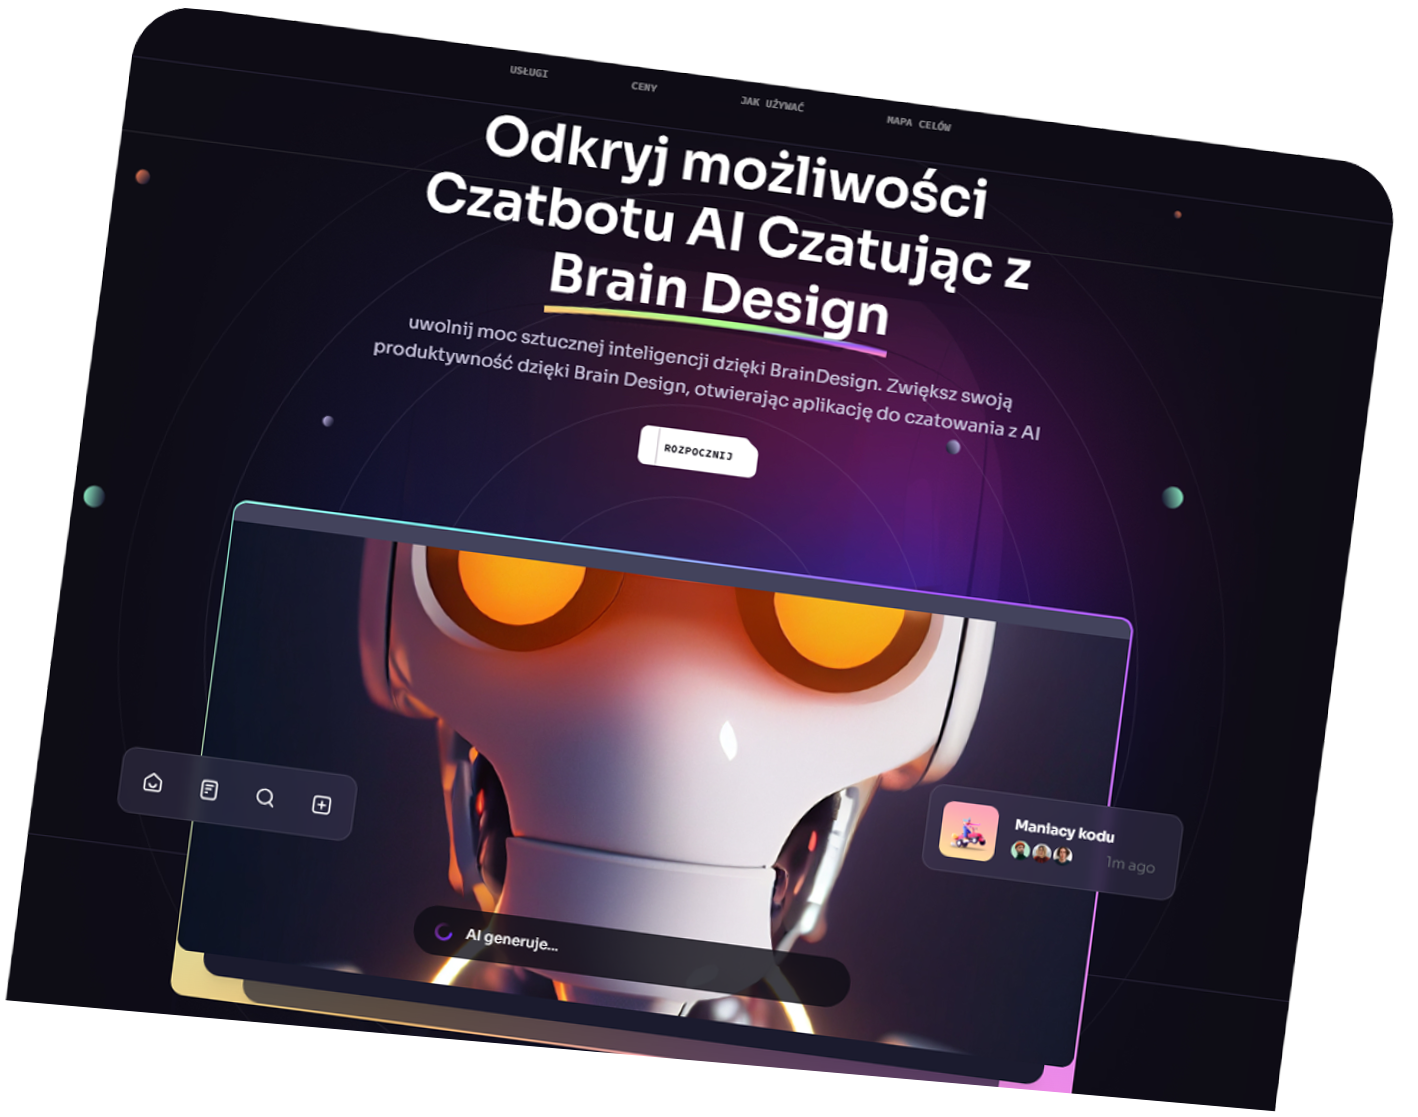 USŁUGI
CENY
JAK UŻYWAĆ
MAPA CELÓW
Odkryj możliwości
Czatbotu AI Czatując z
Brain Design
uwolnij moc sztucznej inteligencji dzięki BrainDesign. Zwiększ swoją
produktywność dzięki Brain Design, otwierając aplikację do czatowania z AI
ROZPOCZNIJ
Maniacy kodu
1m ago
AI generuje...